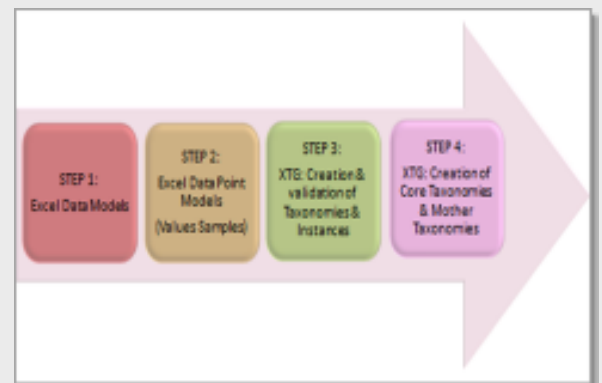 STEP 1:
Excel Data Models
STEP 2:
Excel Data Point
Models
(Values Samples)
STEP 3:
XTG: Creation &
validation of
Taxonomies &
Instances
STEP 4:
XTG: Creation of
Core Taxonomies
& Mother
Taxonomies